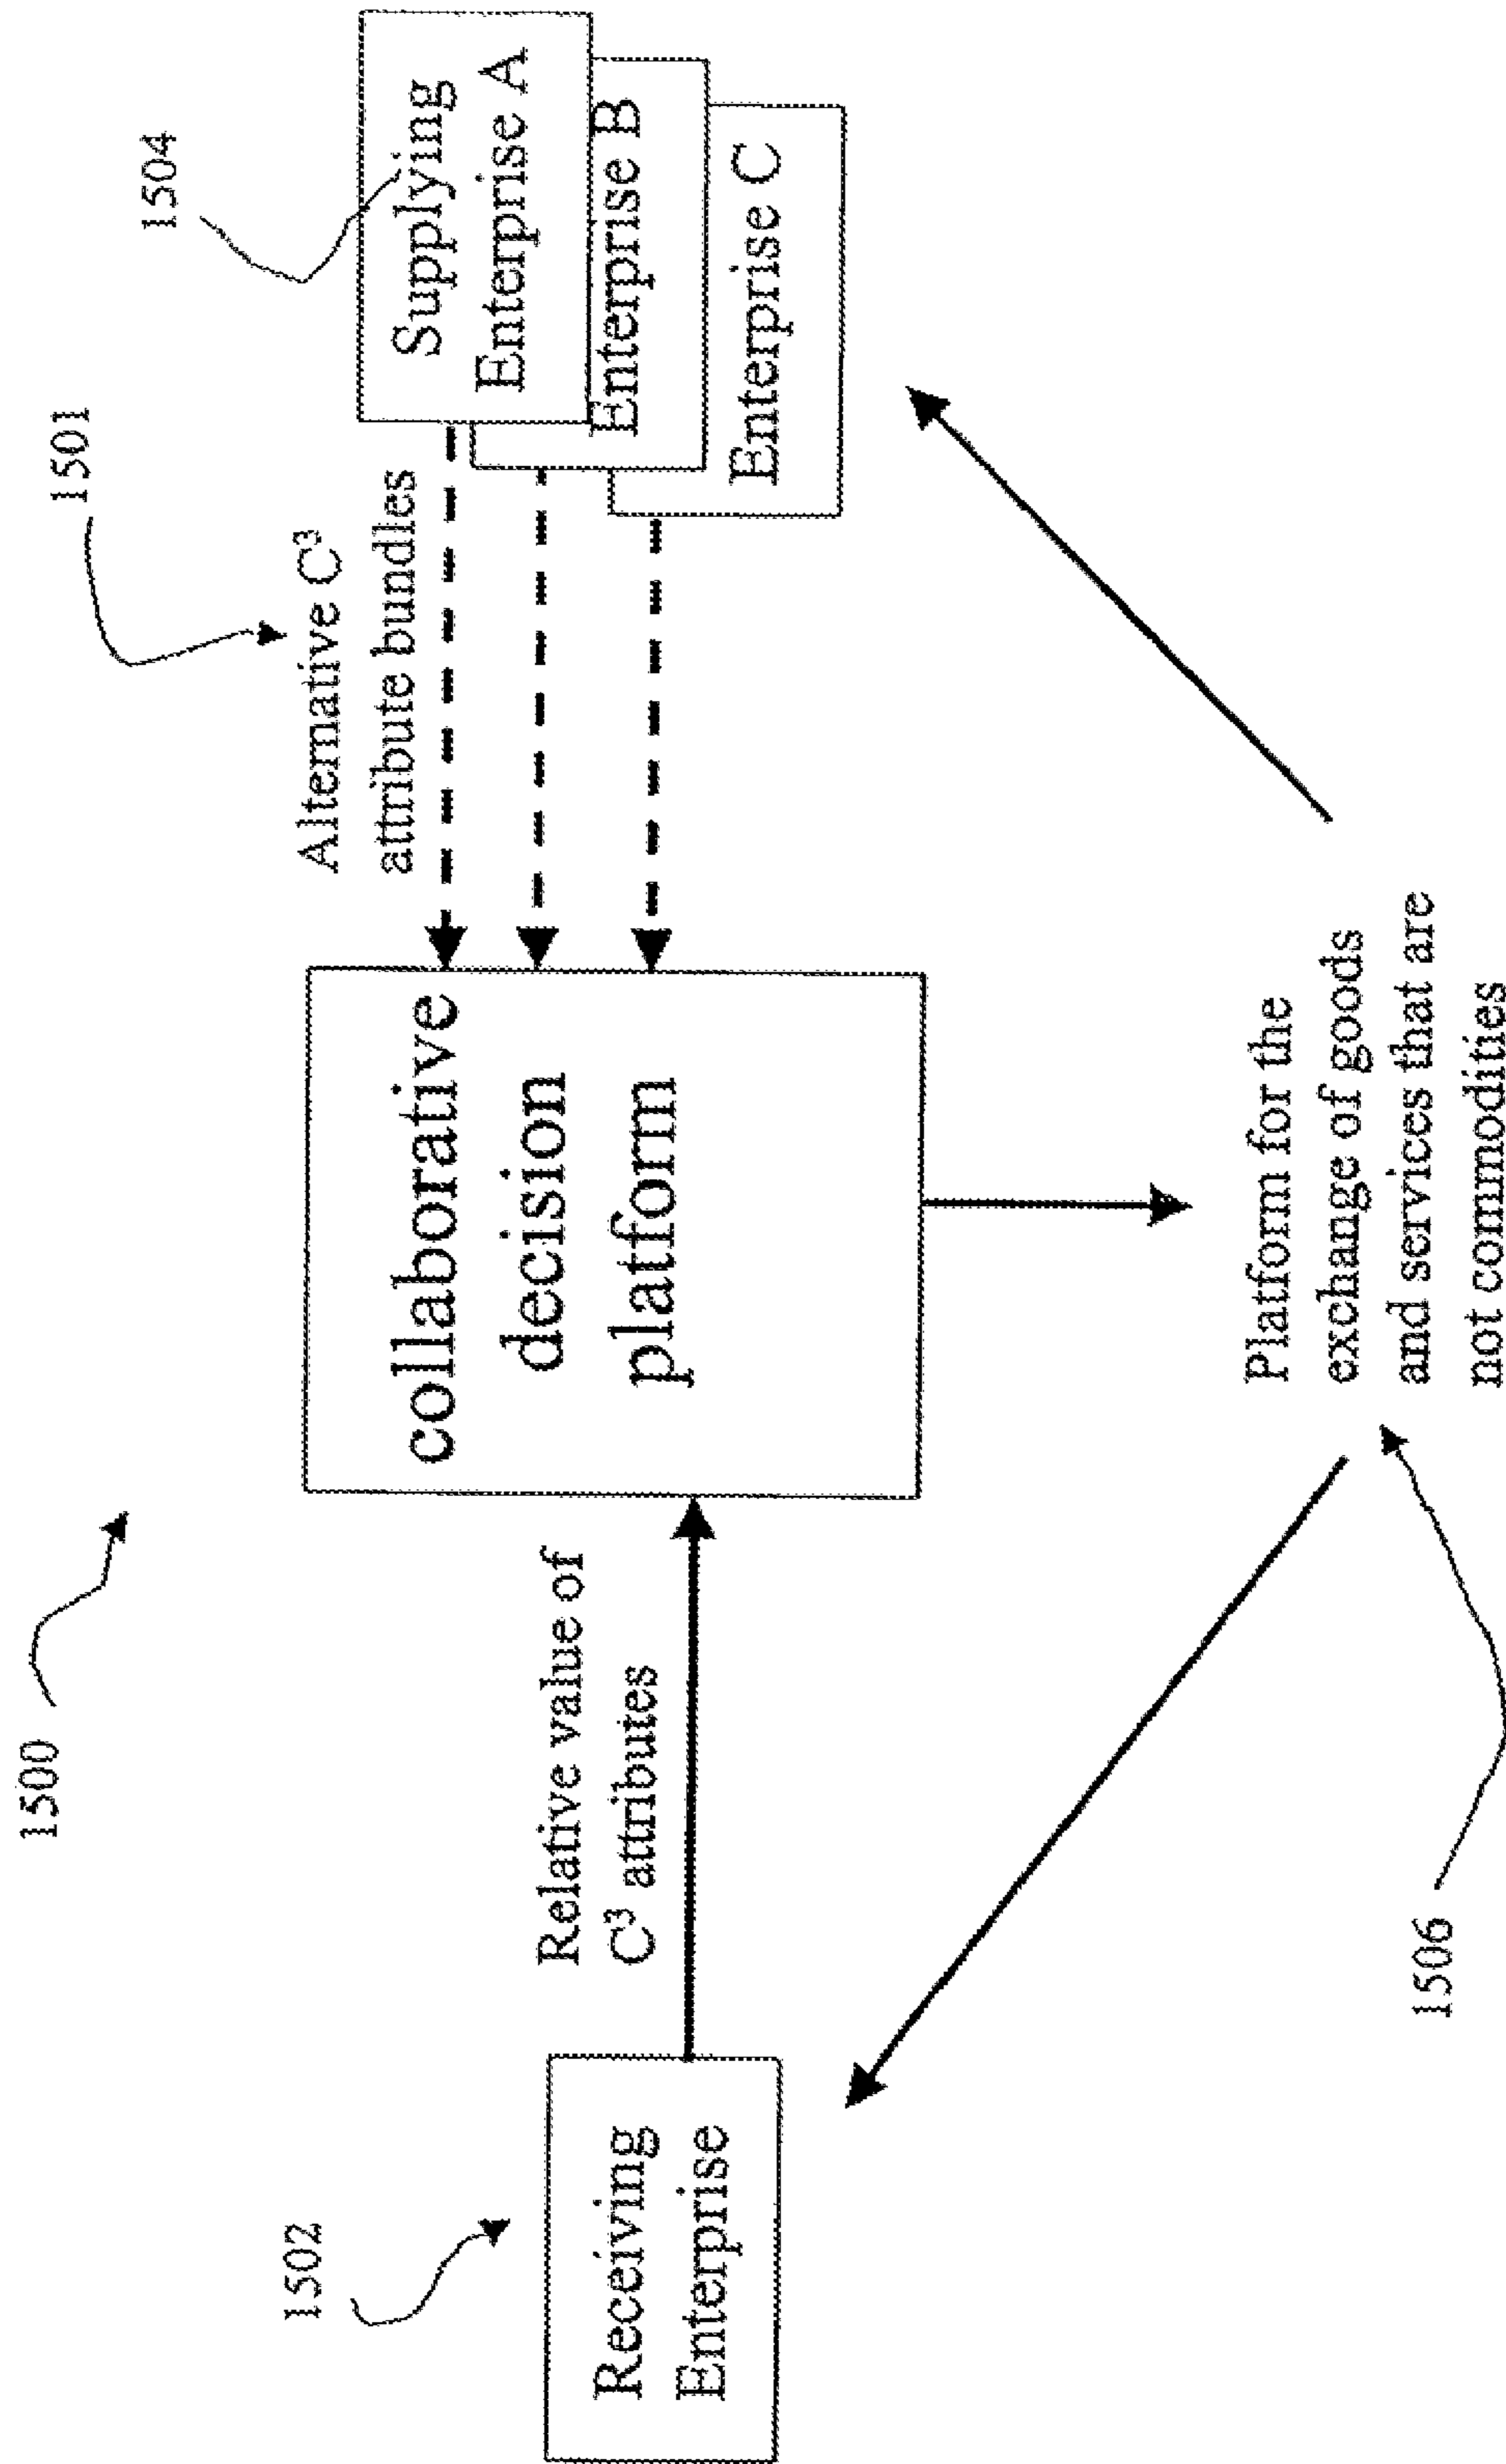 1500
1502
Receiving
Enterprise
Relative value of
C³ attributes
collaborative
decision
platform
1501
Alternative C³
attribute bundles
1504
Supplying
Enterprise A
Enterprise B
Enterprise C
Platform for the
exchange of goods
and services that are
not commodities
1506